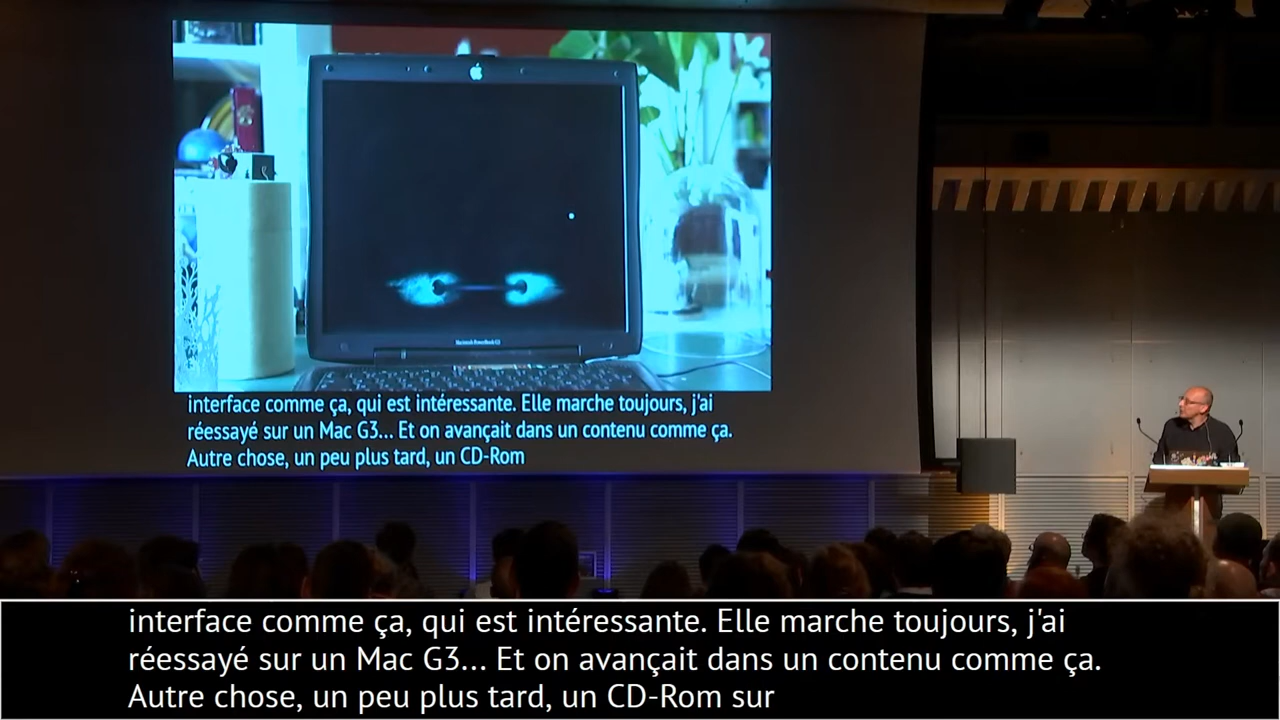 Macintosh PowerBook G3
interface comme ça, qui est intéressante. Elle marche toujours, j'ai
réessayé sur un Mac G3... Et on avançait dans un contenu comme ça.
Autre chose, un peu plus tard, un CD-Rom
interface comme ça, qui est intéressante. Elle marche toujours, j'ai
réessayé sur un Mac G3... Et on avançait dans un contenu comme ça.
Autre chose, un peu plus tard, un CD-Rom sur